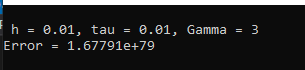 h = 0.01, tau = 0.01, Gamma = 3
Error = 1.67791e+79